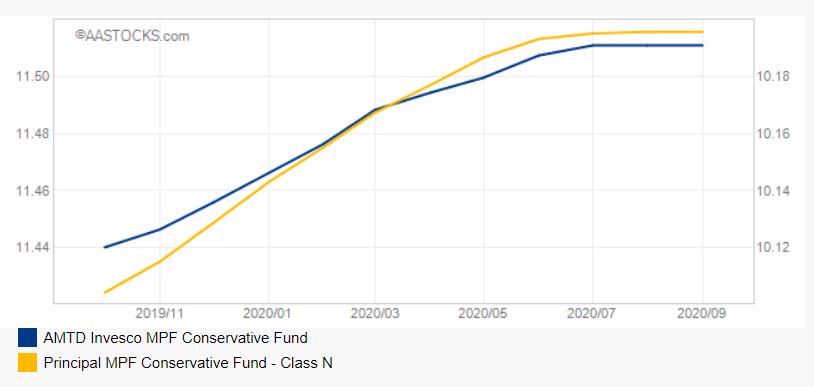 ©AASTOCKS.com
11.50
11.48
11.46
11.44
10.18
10.16
10.14
10.12
2019/11 2020/01 2020/03 2020/05 2020/07 2020/09
AMTD Invesco MPF Conservative Fund
Principal MPF Conservative Fund - Class N